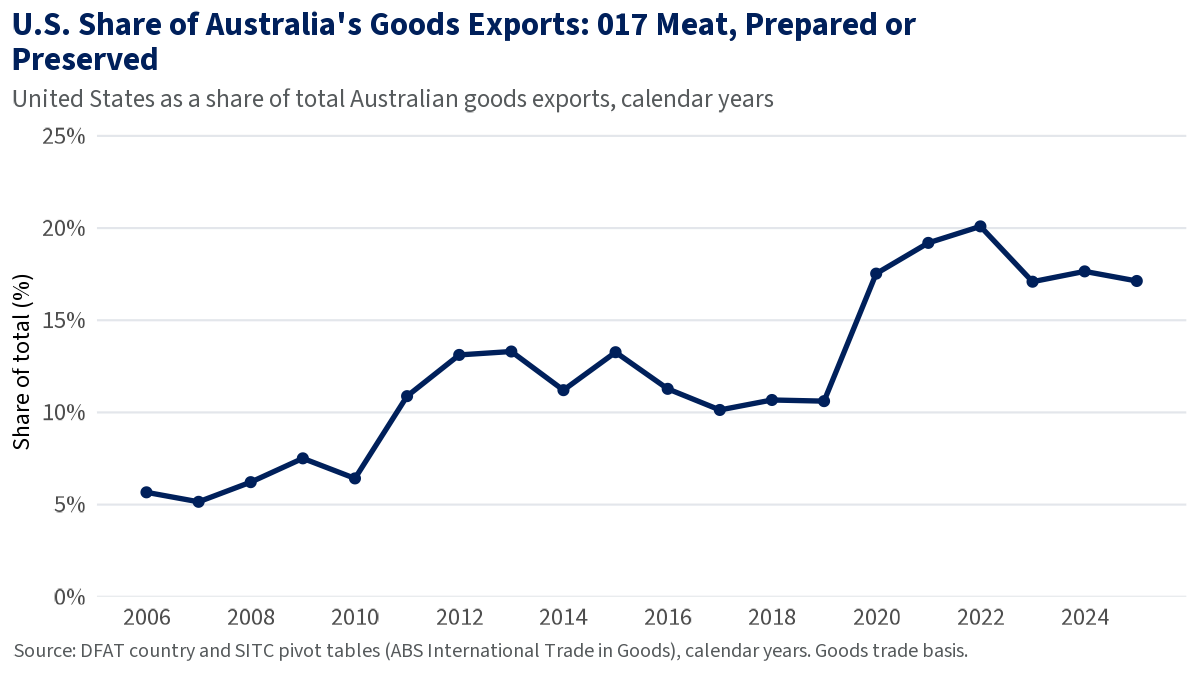 U.S. Share of Australia's Goods Exports: 017 Meat, Prepared or
Preserved
United States as a share of total Australian goods exports, calendar years
Share of total (%)
25%
20%
15%
10%
5%
0%
2006 2008 2010 2012 2014 2016 2018 2020 2022 2024
Source: DFAT country and SITC pivot tables (ABS International Trade in Goods), calendar years. Goods trade basis.